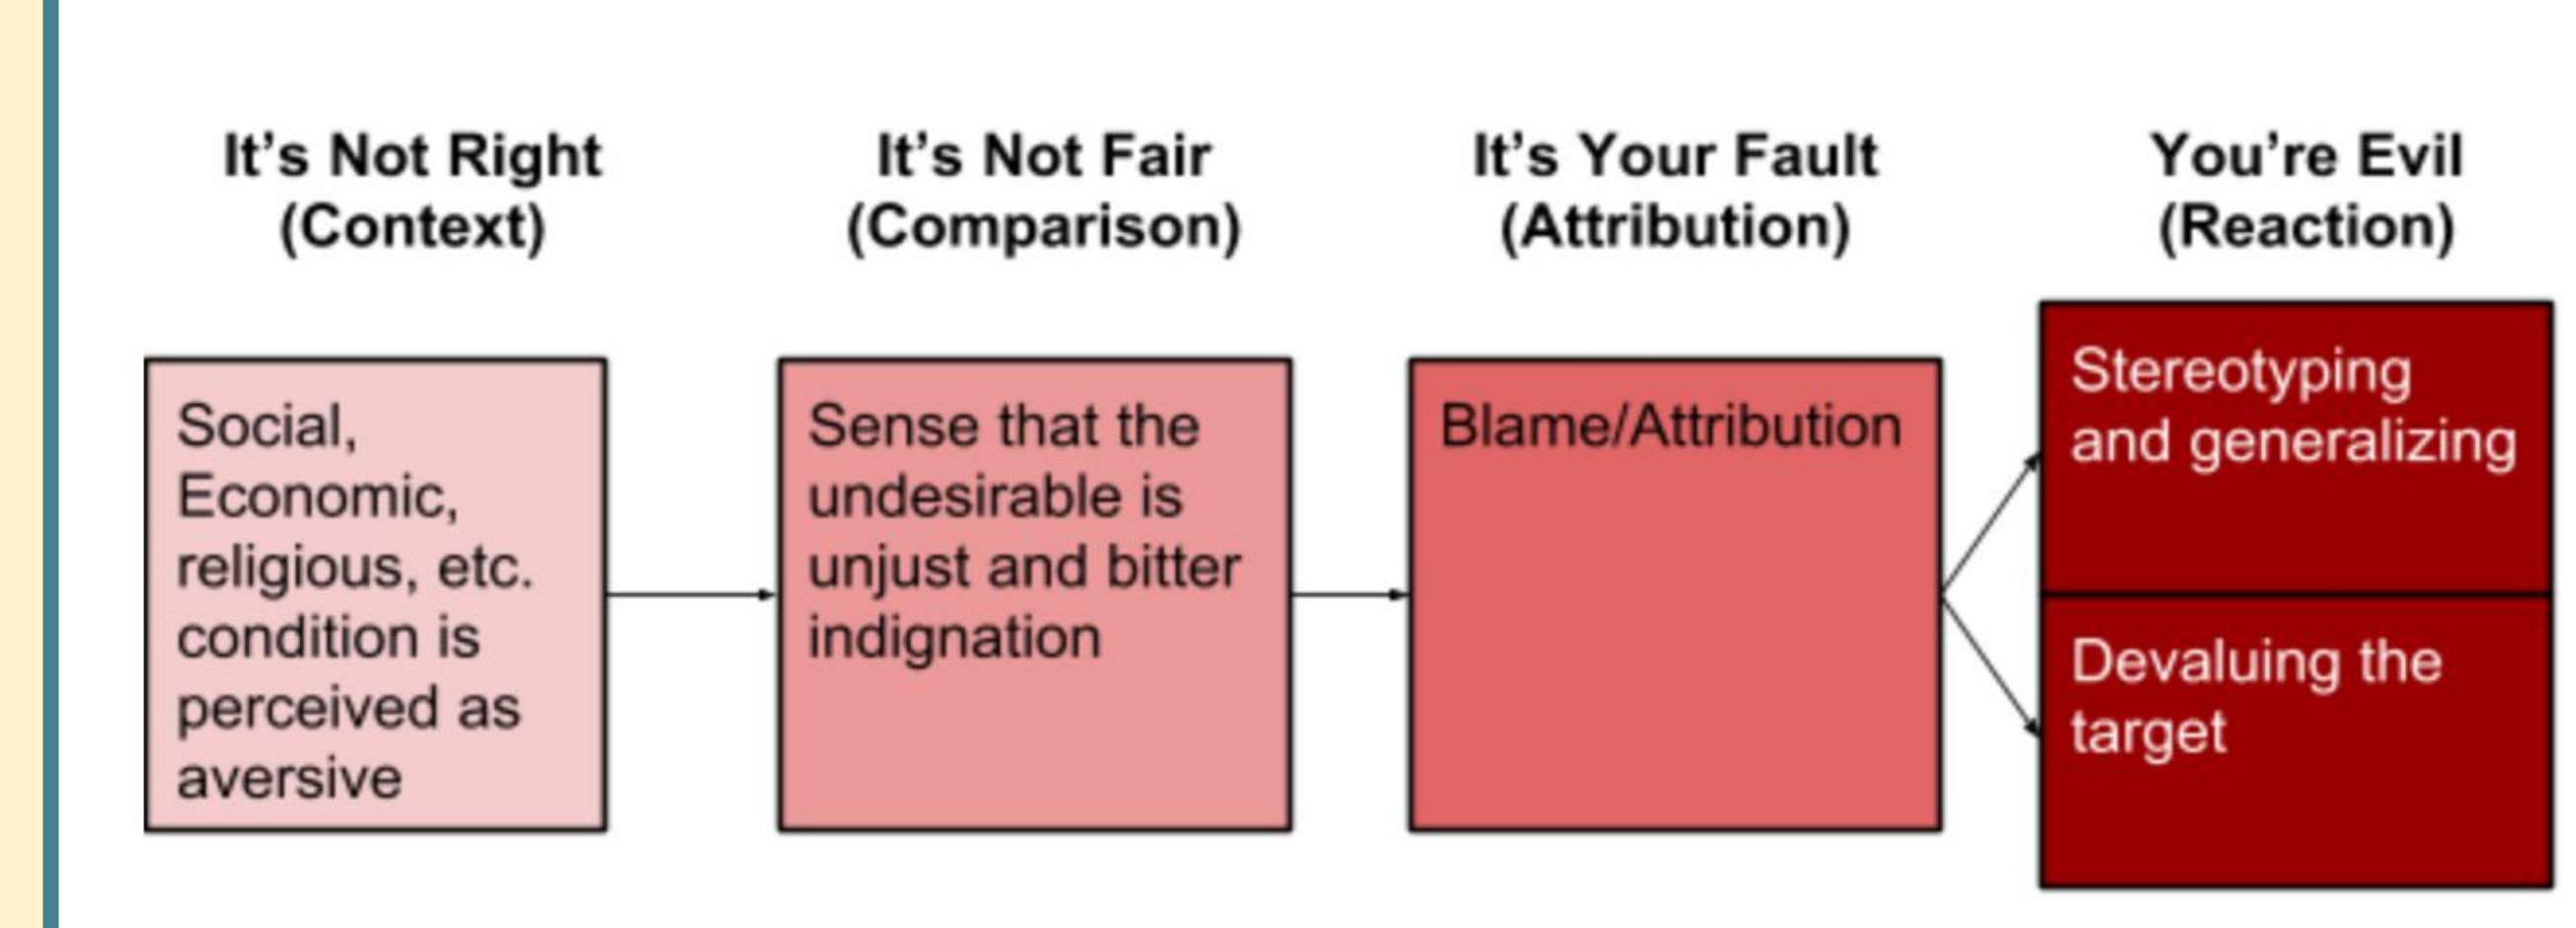 It's Not Right
(Context)
It's Not Fair
(Comparison)
It's Your Fault
(Attribution)
You're Evil
(Reaction)
Social,
Economic,
religious, etc.
condition is
perceived as
aversive
Sense that the
undesirable is
unjust and bitter
indignation
Blame/Attribution
Stereotyping
and generalizing
Devaluing the
target